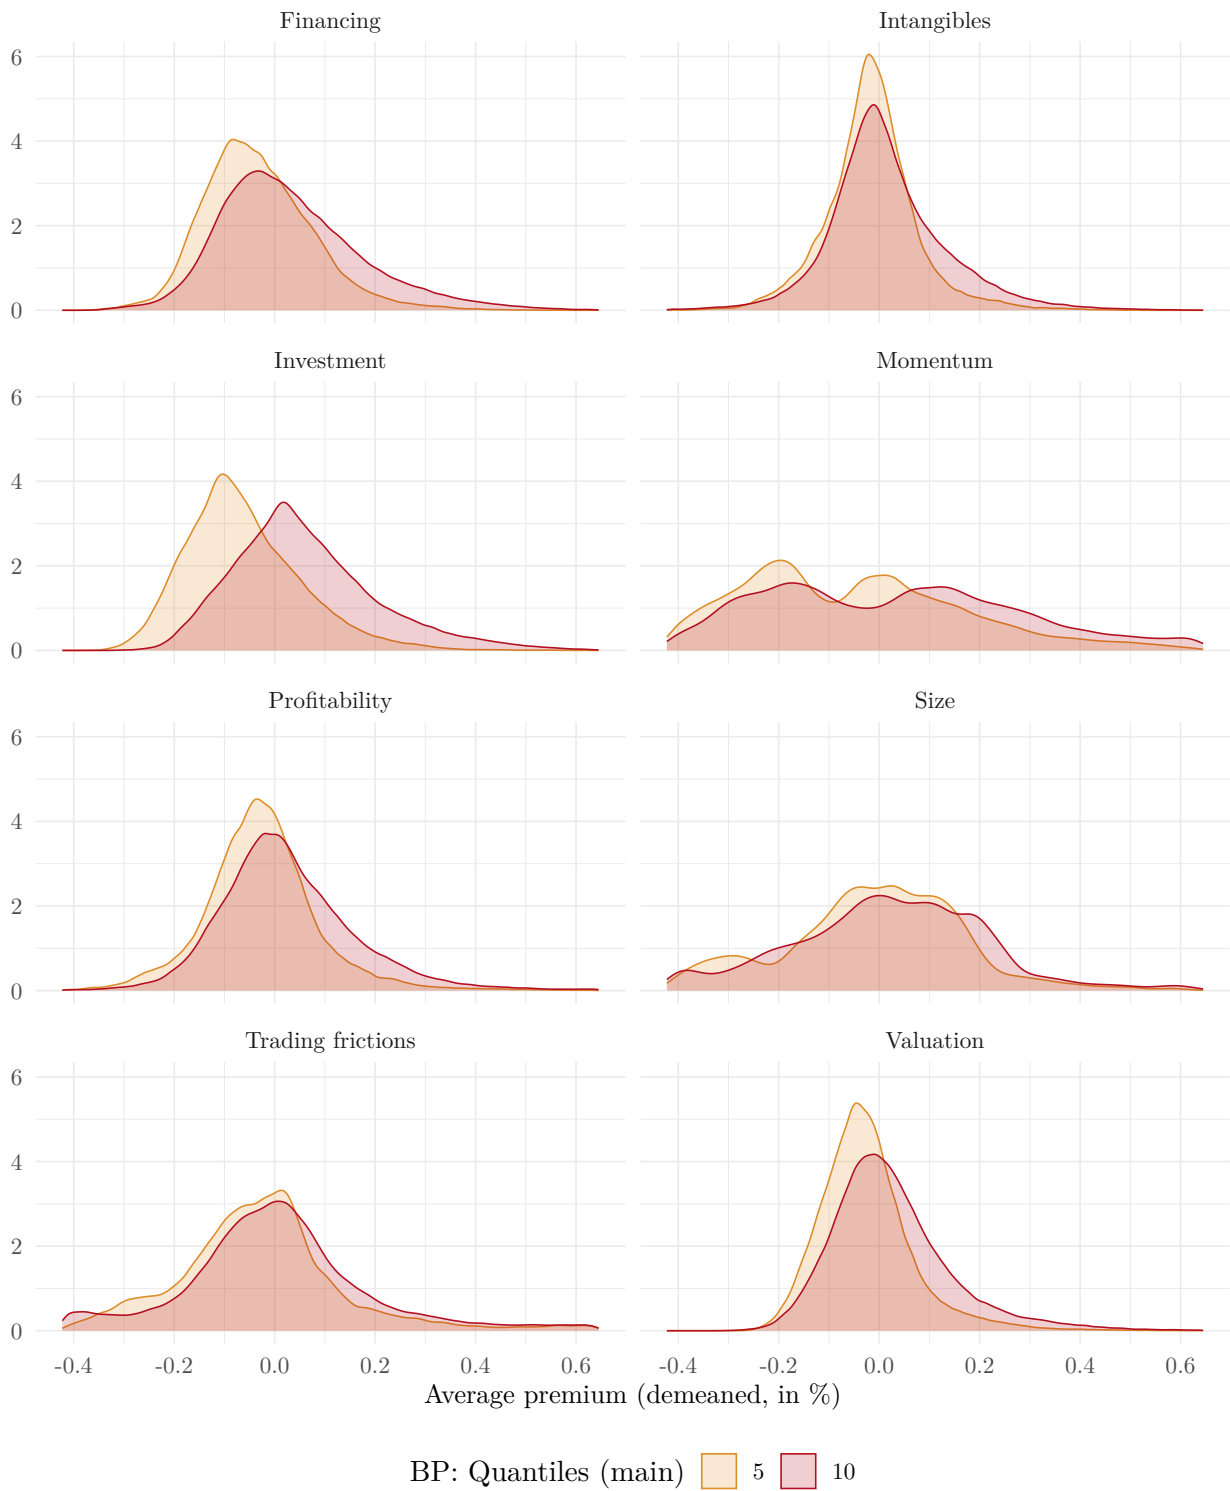 Financing Intangibles
6
4
2
0
Investment Momentum
6
4
2
0
Profitability Size
6
4
2
0
Trading frictions Valuation
6
4
2
0
-0.4 -0.2 0.0 0.2 0.4 0.6 -0.4 -0.2 0.0 0.2 0.4 0.6
Average premium (demeaned, in %)
BP: Quantiles (main) 5 10